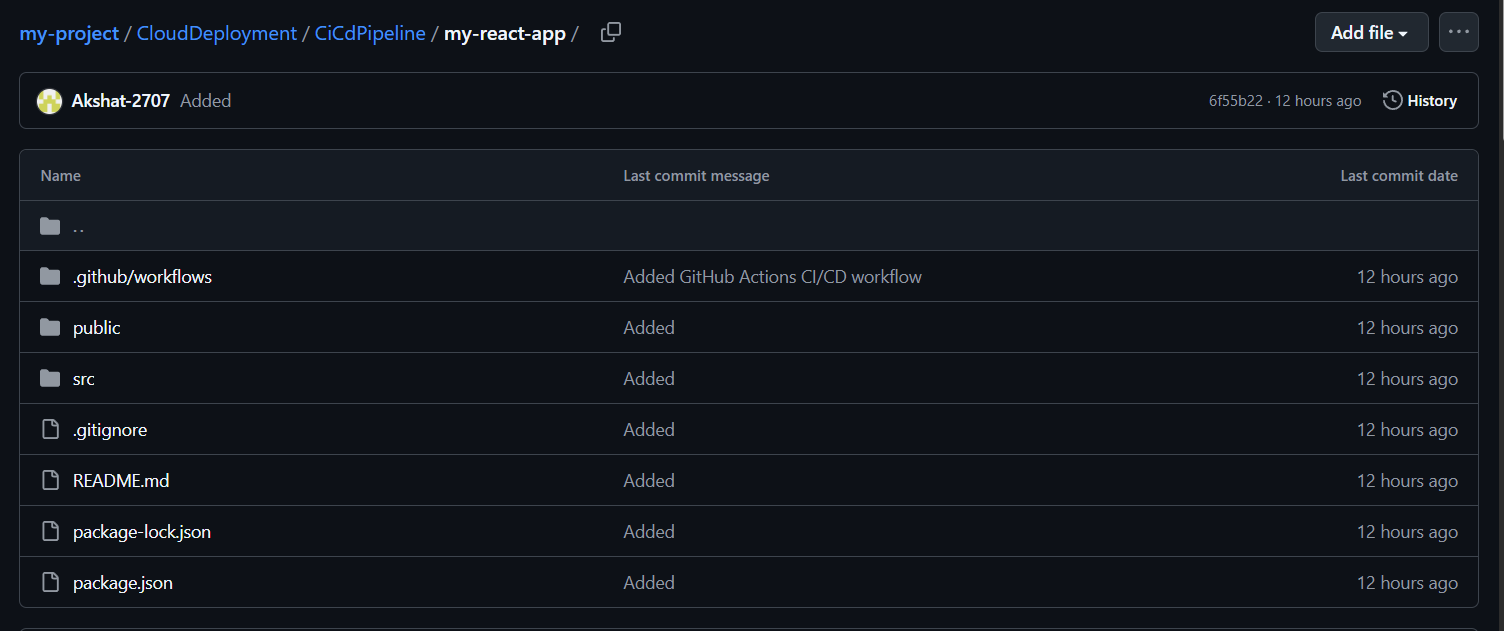 my-project / CloudDeployment / CiCdPipeline / my-react-app /
Add file
Akshat-2707 Added
6f55b22 · 12 hours ago
History
Name Last commit message Last commit date
..
.github/workflows Added GitHub Actions CI/CD workflow 12 hours ago
public Added 12 hours ago
src Added 12 hours ago
.gitignore Added 12 hours ago
README.md Added 12 hours ago
package-lock.json Added 12 hours ago
package.json Added 12 hours ago